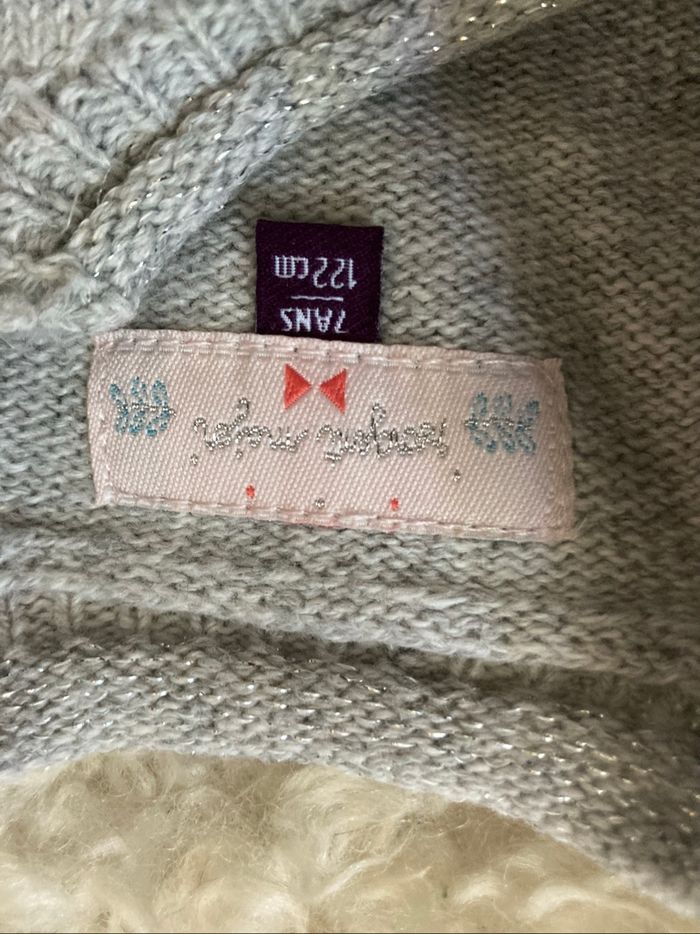 sergent major
7ANS
122cm